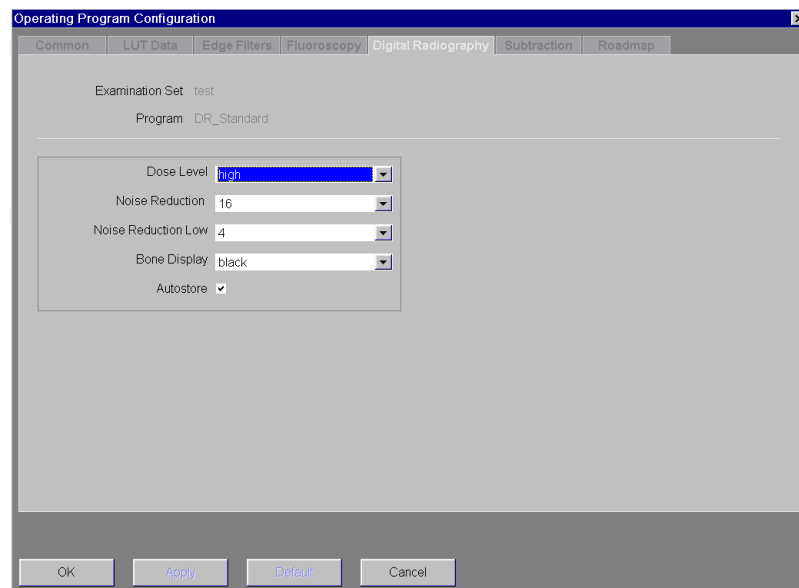 Operating Program Configuration
Common LUT Data Edge Filters Fluoroscopy Digital Radiography Subtraction Roadmap
Examination Set test
Program DR_Standard
Dose Level high
Noise Reduction 16
Noise Reduction Low 4
Bone Display black
Autostore
OK Apply Default Cancel